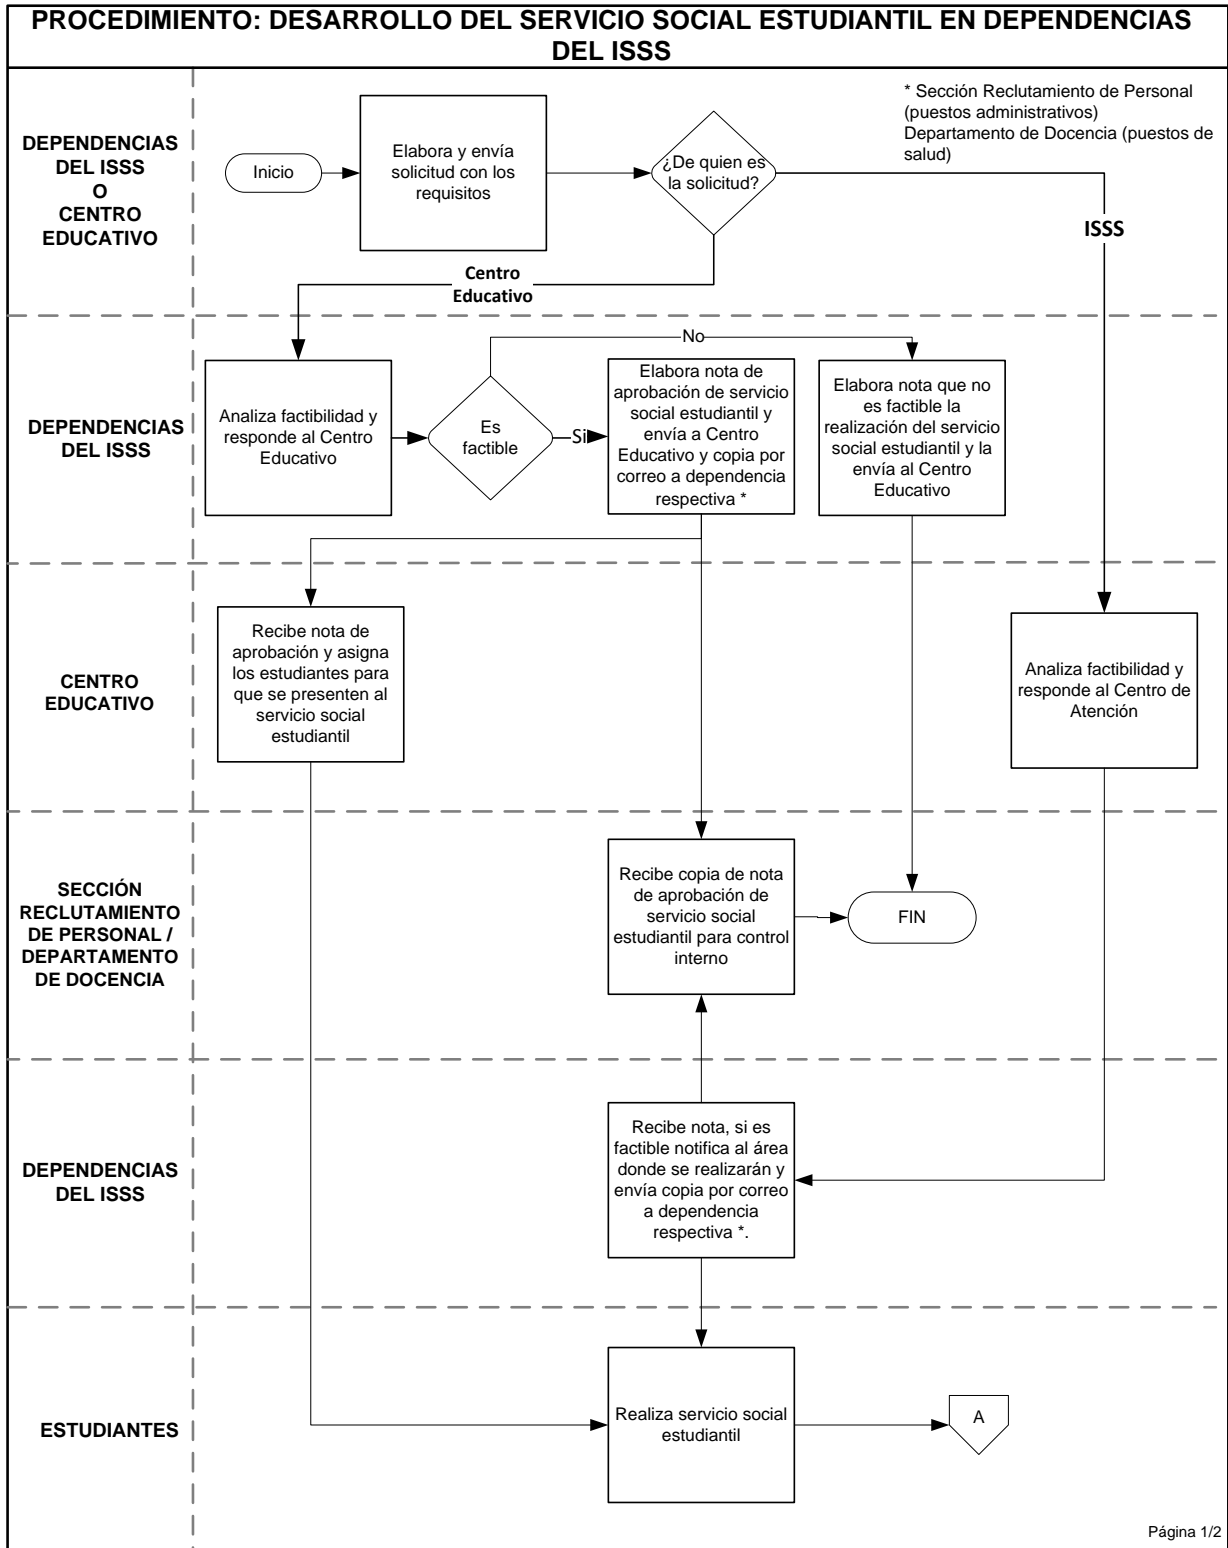 PROCEDIMIENTO: DESARROLLO DEL SERVICIO SOCIAL ESTUDIANTIL EN DEPENDENCIAS
DEL ISSS
* Sección Reclutamiento de Personal
(puestos administrativos)
Departamento de Docencia (puestos de
salud)
DEPENDENCIAS
DEL ISSS
O
CENTRO
EDUCATIVO
Inicio
Elabora y envía
solicitud con los
requisitos
¿De quien es
la solicitud?
ISSS
Centro
Educativo
DEPENDENCIAS
DEL ISSS
Analiza factibilidad y
responde al Centro
Educativo
Es
factible
No
Si
Elabora nota de
aprobación de servicio
social estudiantil y
envía a Centro
Educativo y copia por
correo a dependencia
respectiva *
Elabora nota que no
es factible la
realización del servicio
social estudiantil y la
envía al Centro
Educativo
CENTRO
EDUCATIVO
Recibe nota de
aprobación y asigna
los estudiantes para
que se presenten al
servicio social
estudiantil
Analiza factibilidad y
responde al Centro de
Atención
SECCIÓN
RECLUTAMIENTO
DE PERSONAL /
DEPARTAMENTO
DE DOCENCIA
Recibe copia de nota
de aprobación de
servicio social
estudiantil para control
interno
FIN
DEPENDENCIAS
DEL ISSS
Recibe nota, si es
factible notifica al área
donde se realizarán y
envía copia por correo
a dependencia
respectiva *.
ESTUDIANTES
Realiza servicio social
estudiantil
A
Página 1/2